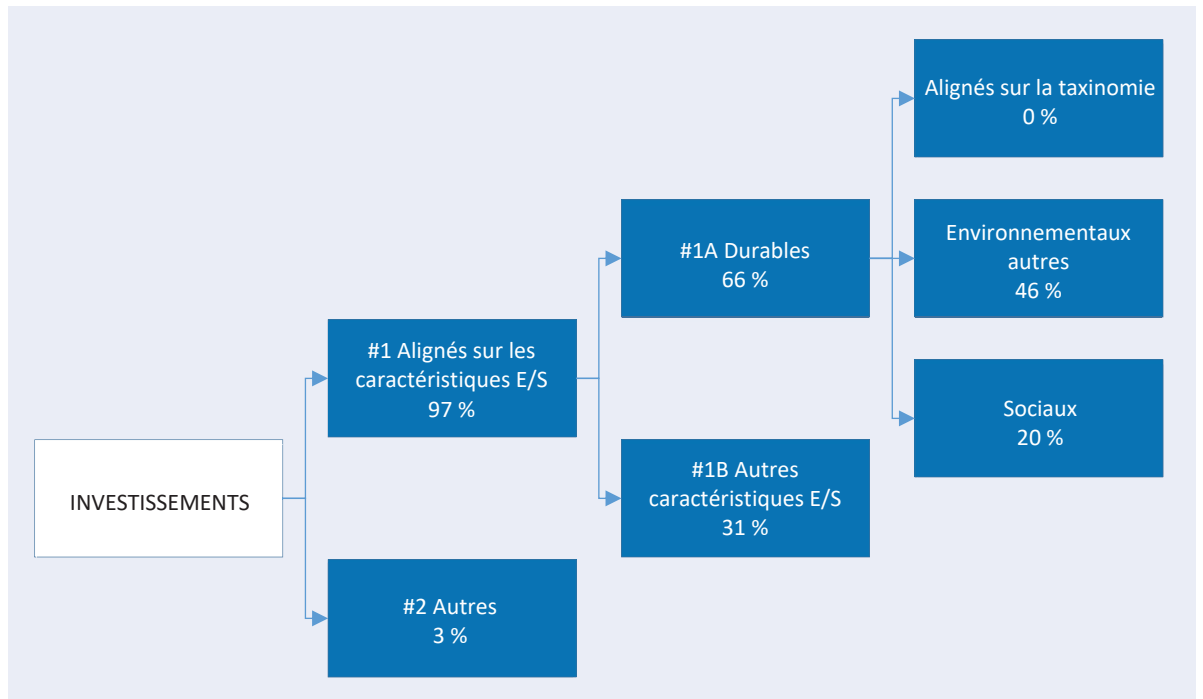 INVESTISSEMENTS
#1 Alignés sur les
caractéristiques E/S
97 %
#2 Autres
3 %
#1A Durables
66 %
#1B Autres
caractéristiques E/S
31 %
Alignés sur la taxinomie
0 %
Environnementaux
autres
46 %
Sociaux
20 %